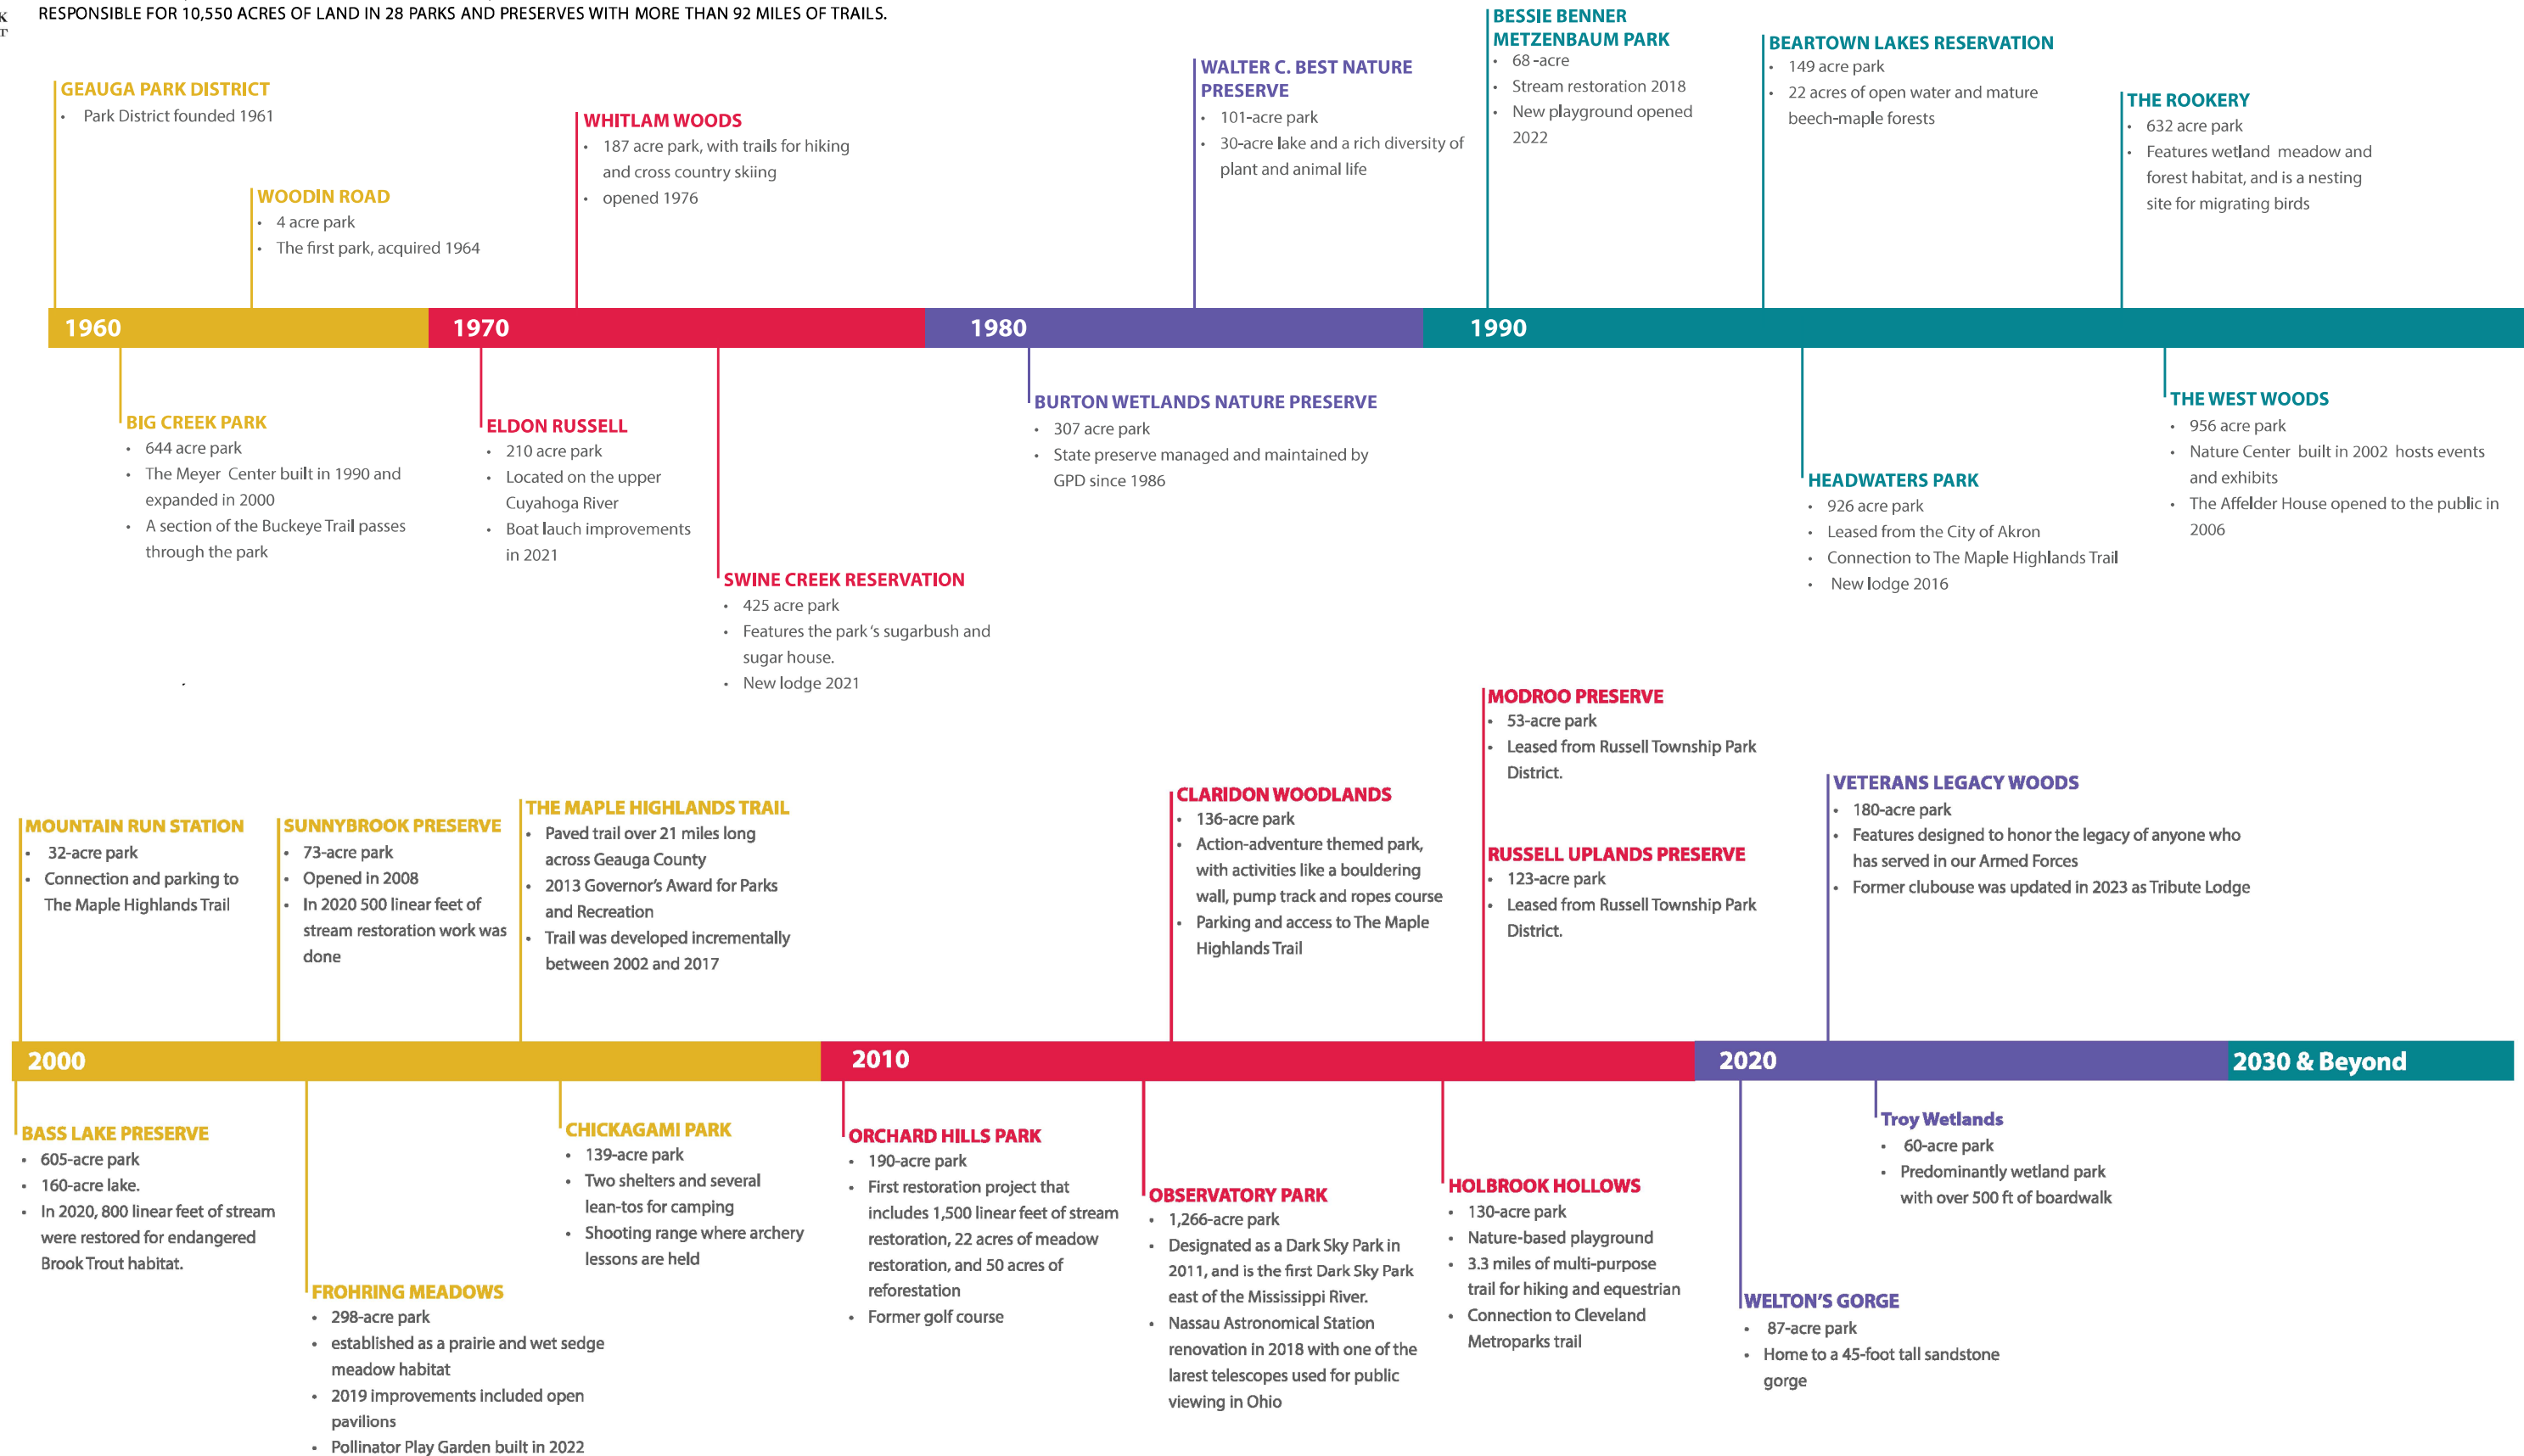 K
T
RESPONSIBLE FOR 10,550 ACRES OF LAND IN 28 PARKS AND PRESERVES WITH MORE THAN 92 MILES OF TRAILS.
GEAUGA PARK DISTRICT
• Park District founded 1961
WOODIN ROAD
• 4 acre park
• The first park, acquired 1964
WHITLAM WOODS
• 187 acre park, with trails for hiking
and cross country skiing
• opened 1976
WALTER C. BEST NATURE
PRESERVE
• 101-acre park
• 30-acre lake and a rich diversity of
plant and animal life
BESSIE BENNER
METZENBAUM PARK
• 68 -acre
• Stream restoration 2018
• New playground opened
2022
BEARTOWN LAKES RESERVATION
• 149 acre park
• 22 acres of open water and mature
beech-maple forests
THE ROOKERY
• 632 acre park
• Features wetland meadow and
forest habitat, and is a nesting
site for migrating birds
1960
1970
1980
1990
BIG CREEK PARK
• 644 acre park
• The Meyer Center built in 1990 and
expanded in 2000
• A section of the Buckeye Trail passes
through the park
ELDON RUSSELL
• 210 acre park
• Located on the upper
Cuyahoga River
• Boat lauch improvements
in 2021
SWINE CREEK RESERVATION
• 425 acre park
• Features the park's sugarbush and
sugar house.
• New lodge 2021
BURTON WETLANDS NATURE PRESERVE
• 307 acre park
• State preserve managed and maintained by
GPD since 1986
HEADWATERS PARK
• 926 acre park
• Leased from the City of Akron
• Connection to The Maple Highlands Trail
• New lodge 2016
THE WEST WOODS
• 956 acre park
• Nature Center built in 2002 hosts events
and exhibits
• The Affelder House opened to the public in
2006
MOUNTAIN RUN STATION
• 32-acre park
• Connection and parking to
The Maple Highlands Trail
SUNNYBROOK PRESERVE
• 73-acre park
• Opened in 2008
• In 2020 500 linear feet of
stream restoration work was
done
THE MAPLE HIGHLANDS TRAIL
• Paved trail over 21 miles long
across Geauga County
• 2013 Governor's Award for Parks
and Recreation
• Trail was developed incrementally
between 2002 and 2017
CLARIDON WOODLANDS
• 136-acre park
• Action-adventure themed park,
with activities like a bouldering
wall, pump track and ropes course
• Parking and access to The Maple
Highlands Trail
MODROO PRESERVE
• 53-acre park
• Leased from Russell Township Park
District.
RUSSELL UPLANDS PRESERVE
• 123-acre park
• Leased from Russell Township Park
District.
VETERANS LEGACY WOODS
• 180-acre park
• Features designed to honor the legacy of anyone who
has served in our Armed Forces
• Former clubouse was updated in 2023 as Tribute Lodge
2000
2010
2020
2030 & Beyond
BASS LAKE PRESERVE
• 605-acre park
• 160-acre lake.
• In 2020, 800 linear feet of stream
were restored for endangered
Brook Trout habitat.
FROHRING MEADOWS
• 298-acre park
• established as a prairie and wet sedge
meadow habitat
• 2019 improvements included open
pavilions
• Pollinator Play Garden built in 2022
CHICKAGAMI PARK
• 139-acre park
• Two shelters and several
lean-tos for camping
• Shooting range where archery
lessons are held
ORCHARD HILLS PARK
• 190-acre park
• First restoration project that
includes 1,500 linear feet of stream
restoration, 22 acres of meadow
restoration, and 50 acres of
reforestation
• Former golf course
OBSERVATORY PARK
• 1,266-acre park
• Designated as a Dark Sky Park in
2011, and is the first Dark Sky Park
east of the Mississippi River.
• Nassau Astronomical Station
renovation in 2018 with one of the
larest telescopes used for public
viewing in Ohio
HOLBROOK HOLLOWS
• 130-acre park
• Nature-based playground
• 3.3 miles of multi-purpose
trail for hiking and equestrian
• Connection to Cleveland
Metroparks trail
WELTON'S GORGE
• 87-acre park
• Home to a 45-foot tall sandstone
gorge
Troy Wetlands
• 60-acre park
• Predominantly wetland park
with over 500 ft of boardwalk